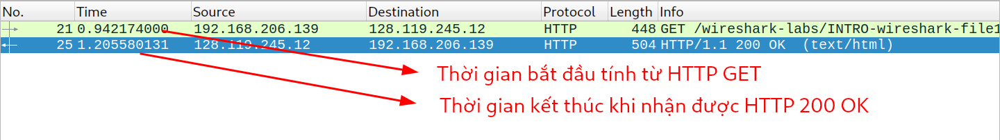 No. Time Source Destination Protocol Length Info
21 0.942174000 192.168.206.139 128.119.245.12 HTTP 448 GET /wireshark-labs/INTRO-wireshark-file1
25 1.205580131 128.119.245.12 192.168.206.139 HTTP 504 HTTP/1.1 200 OK (text/html)
Thời gian bắt đầu tính từ HTTP GET
Thời gian kết thúc khi nhận được HTTP 200 OK